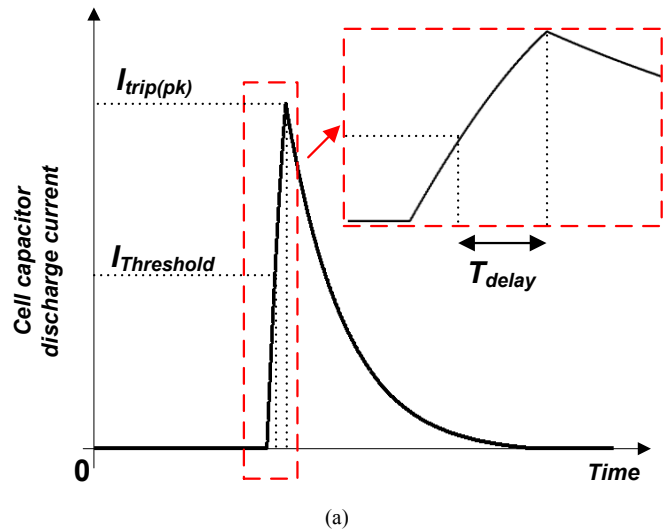 I_trip(pk)
I_Threshold
Cell capacitor
discharge current
T_delay
0
Time
(a)